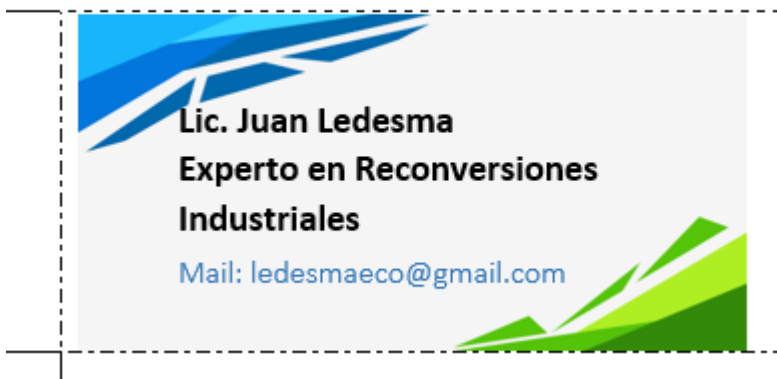 Lic. Juan Ledesma
Experto en Reconversiones
Industriales
Mail: ledesmaeco@gmail.com